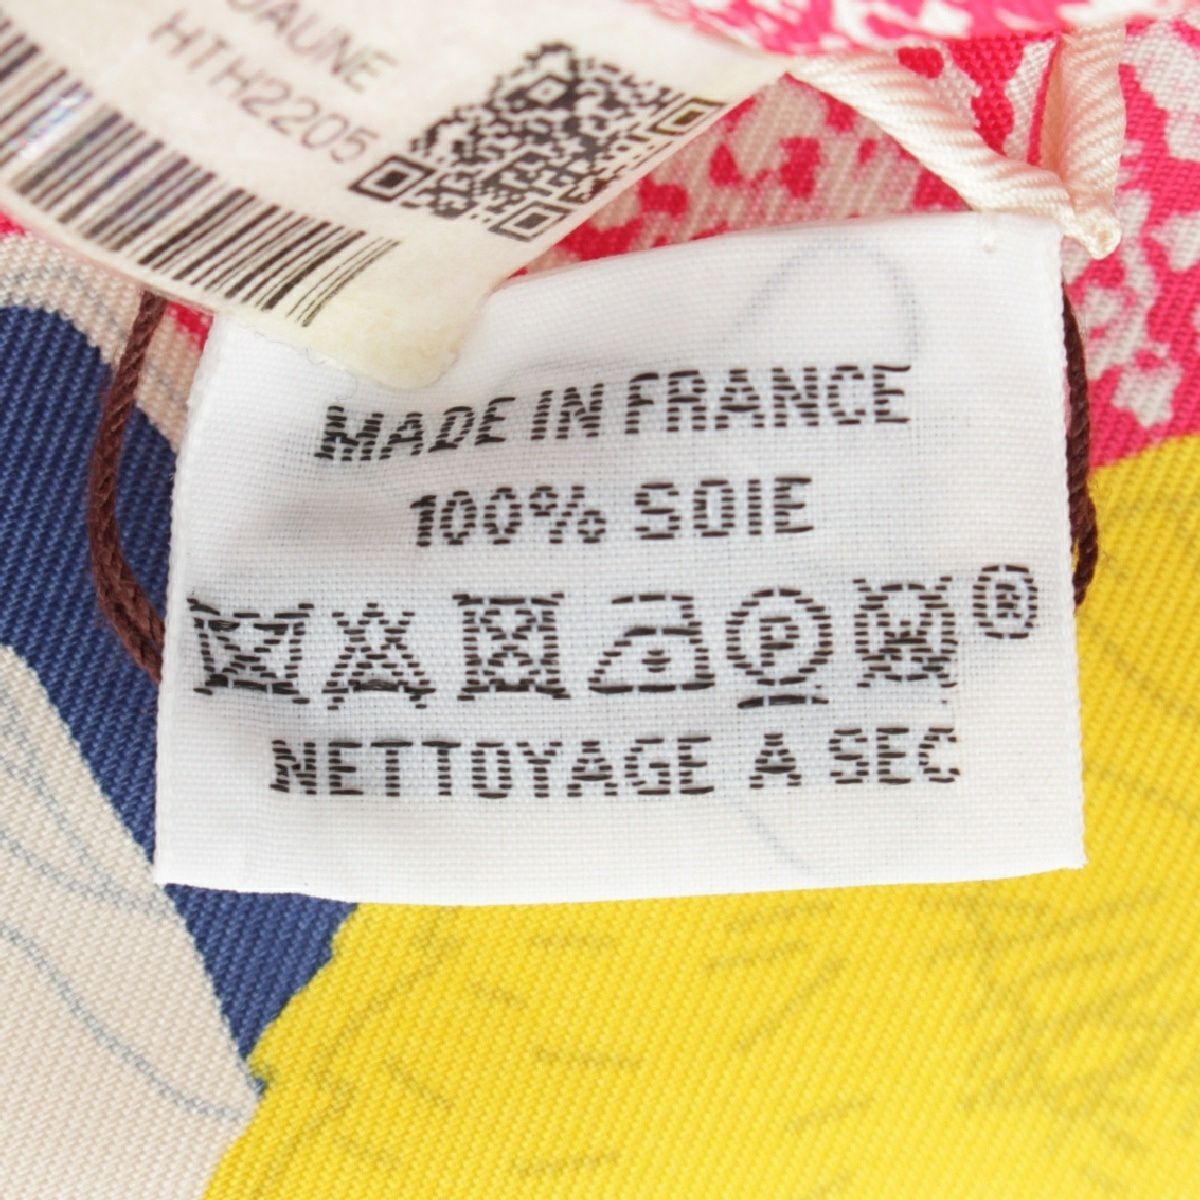 JAUNE
HTH2205
MADE IN FRANCE
100% SOIE
P W ®
NETTOYAGE A SEC